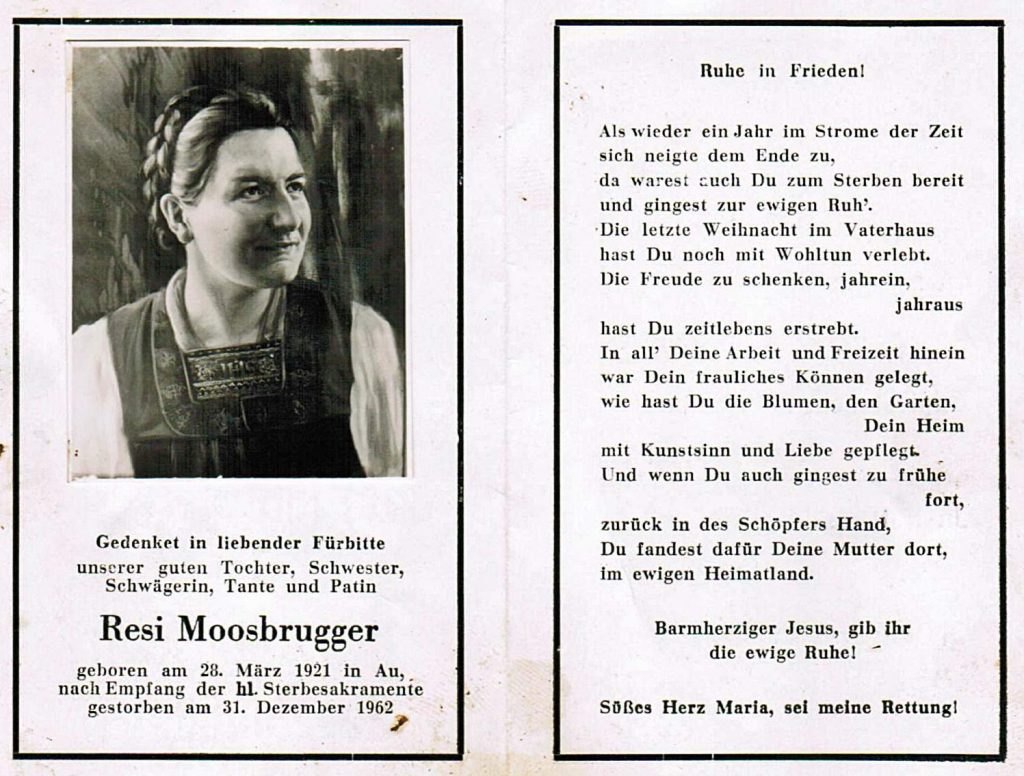 Gedenket in liebender Fürbitte
unserer guten Tochter, Schwester,
Schwägerin, Tante und Patin
Resi Moosbrugger
geboren am 28. März 1921 in Au,
nach Empfang der hl. Sterbesakramente
gestorben am 31. Dezember 1962
Ruhe in Frieden!
Als wieder ein Jahr im Strome der Zeit
sich neigte dem Ende zu,
da warest auch Du zum Sterben bereit
und gingest zur ewigen Ruh'.
Die letzte Weihnacht im Vaterhaus
hast Du noch mit Wohltun verlebt.
Die Freude zu schenken, jahrein,
jahraus
hast Du zeitlebens erstrebt.
In all' Deine Arbeit und Freizeit hinein
war Dein frauliches Können gelegt,
wie hast Du die Blumen, den Garten,
Dein Heim
mit Kunstsinn und Liebe gepflegt.
Und wenn Du auch gingest zu frühe
fort,
zurück in des Schöpfers Hand,
Du fandest dafür Deine Mutter dort,
im ewigen Heimatland.
Barmherziger Jesus, gib ihr
die ewige Ruhe!
Süßes Herz Maria, sei meine Rettung!